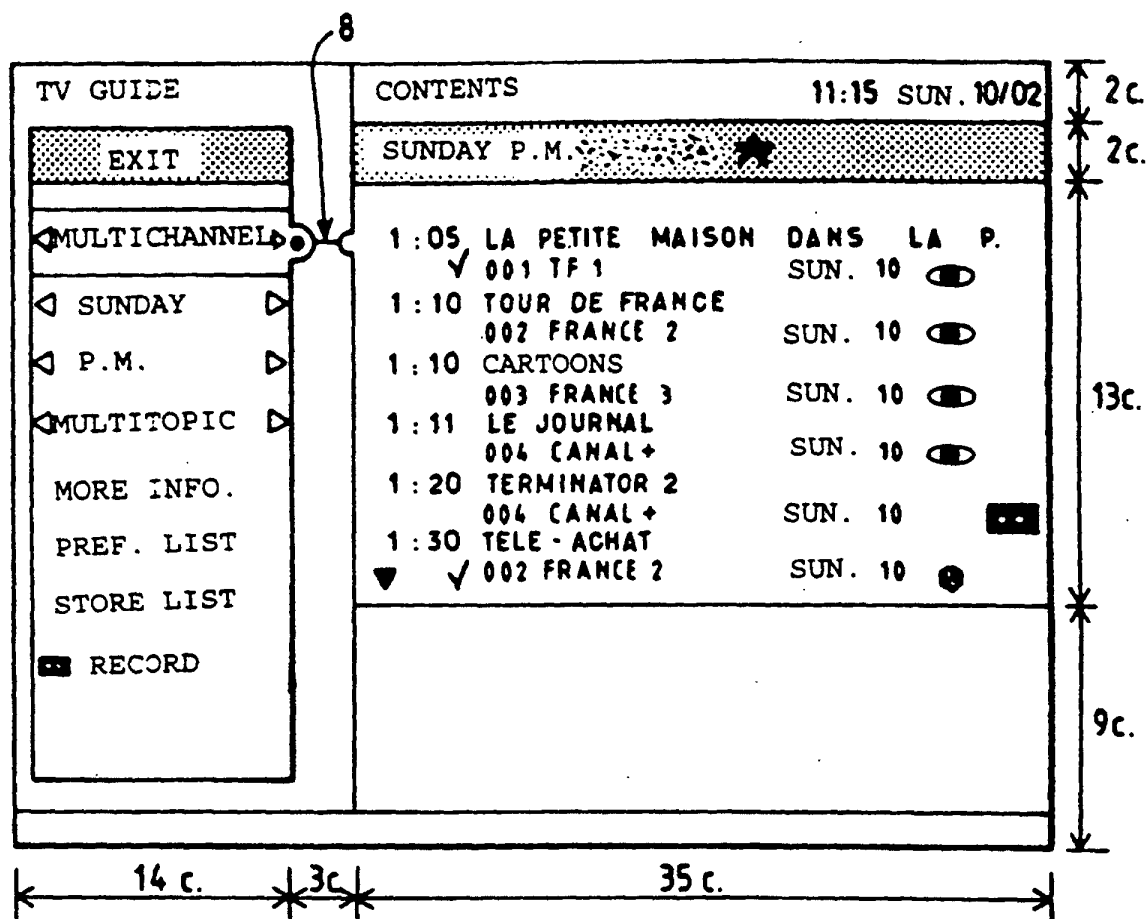 8
TV GUIDE
EXIT
MULTICHANNEL
SUNDAY
P.M.
MULTITOPIC
MORE INFO.
PREF. LIST
STORE LIST
RECORD
CONTENTS 11:15 SUN. 10/02
SUNDAY P.M.
1:05 LA PETITE MAISON DANS LA P.
001 TF1 SUN. 10
1:10 TOUR DE FRANCE
002 FRANCE 2 SUN. 10
1:10 CARTOONS
003 FRANCE 3 SUN. 10
1:11 LE JOURNAL
004 CANAL+ SUN. 10
1:20 TERMINATOR 2
004 CANAL+ SUN. 10
1:30 TELE-ACHAT
002 FRANCE 2 SUN. 10
2c.
2c.
13c.
9c.
14 c. 3c 35c.